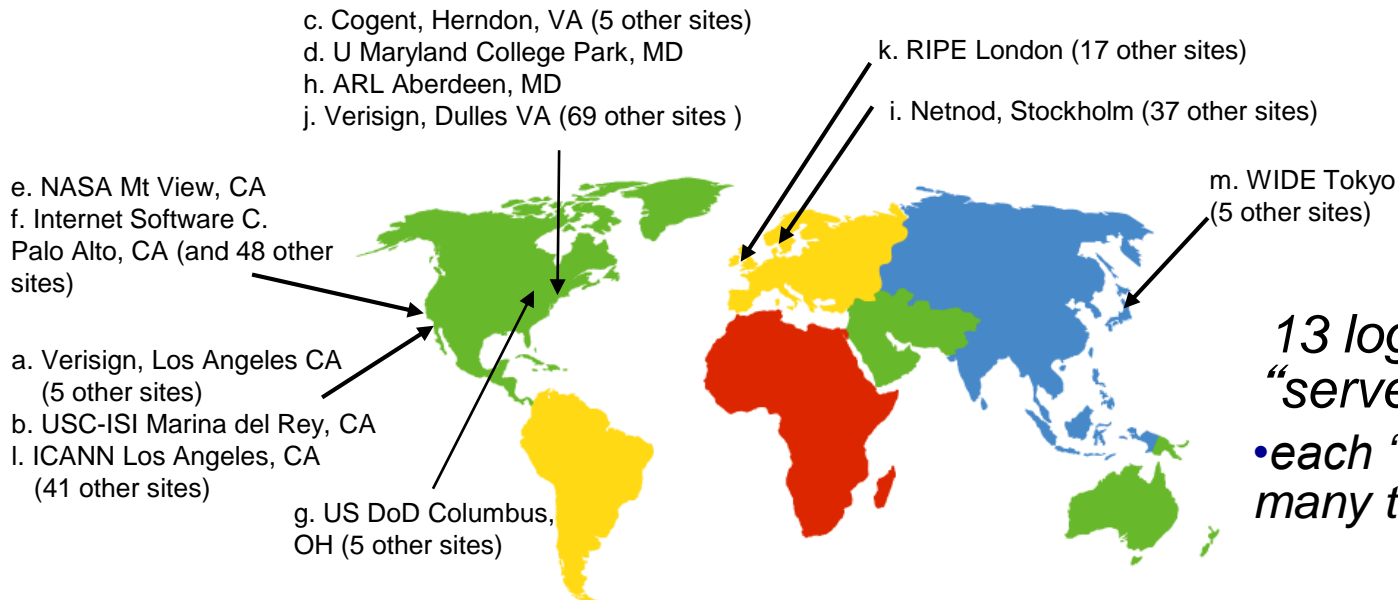 c. Cogent, Herndon, VA (5 other sites)
d. U Maryland College Park, MD
h. ARL Aberdeen, MD
j. Verisign, Dulles VA (69 other sites )
k. RIPE London (17 other sites)
i. Netnod, Stockholm (37 other sites)
m. WIDE Tokyo
(5 other sites)
e. NASA Mt View, CA
f. Internet Software C.
Palo Alto, CA (and 48 other
sites)
a. Verisign, Los Angeles CA
(5 other sites)
b. USC-ISI Marina del Rey, CA
l. ICANN Los Angeles, CA
(41 other sites)
g. US DoD Columbus,
OH (5 other sites)
13 log
“serve
•each “
many t